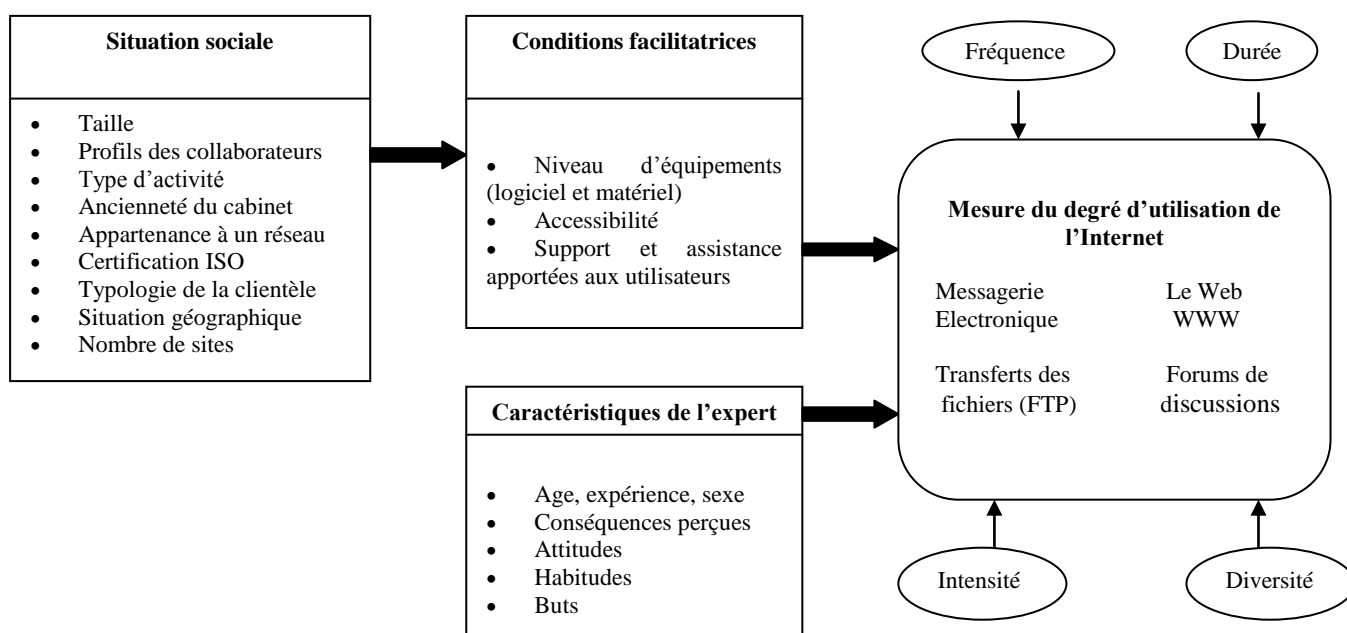 Situation sociale
• Taille
• Profils des collaborateurs
• Type d’activité
• Ancienneté du cabinet
• Appartenance à un réseau
• Certification ISO
• Typologie de la clientèle
• Situation géographique
• Nombre de sites
Conditions facilitatrices
• Niveau d’équipements
(logiciel et matériel)
• Accessibilité
• Support et assistance
apportées aux utilisateurs
Caractéristiques de l’expert
• Age, expérience, sexe
• Conséquences perçues
• Attitudes
• Habitudes
• Buts
Fréquence
Durée
Mesure du degré d’utilisation de
l’Internet
Messagerie
Electronique
Le Web
WWW
Transferts des
fichiers (FTP)
Forums de
discussions
Intensité
Diversité